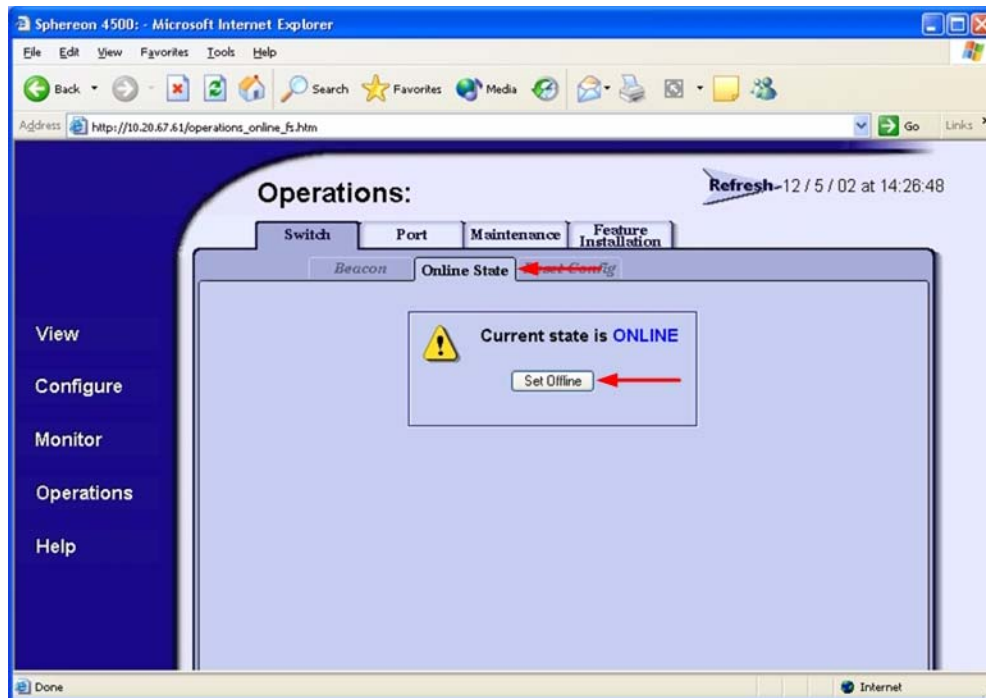 Sphereon 4500: - Microsoft Internet Explorer
File Edit View Favorites Tools Help
Back Search Favorites Media
Address http://10.20.67.61/operations_online_fs.htm Go Links
Operations:
Refresh-12 / 5 / 02 at 14:26:48
Switch Port Maintenance Feature Installation
Beacon Online State Reset Config
Current state is ONLINE
Set Offline
View
Configure
Monitor
Operations
Help
Done Internet